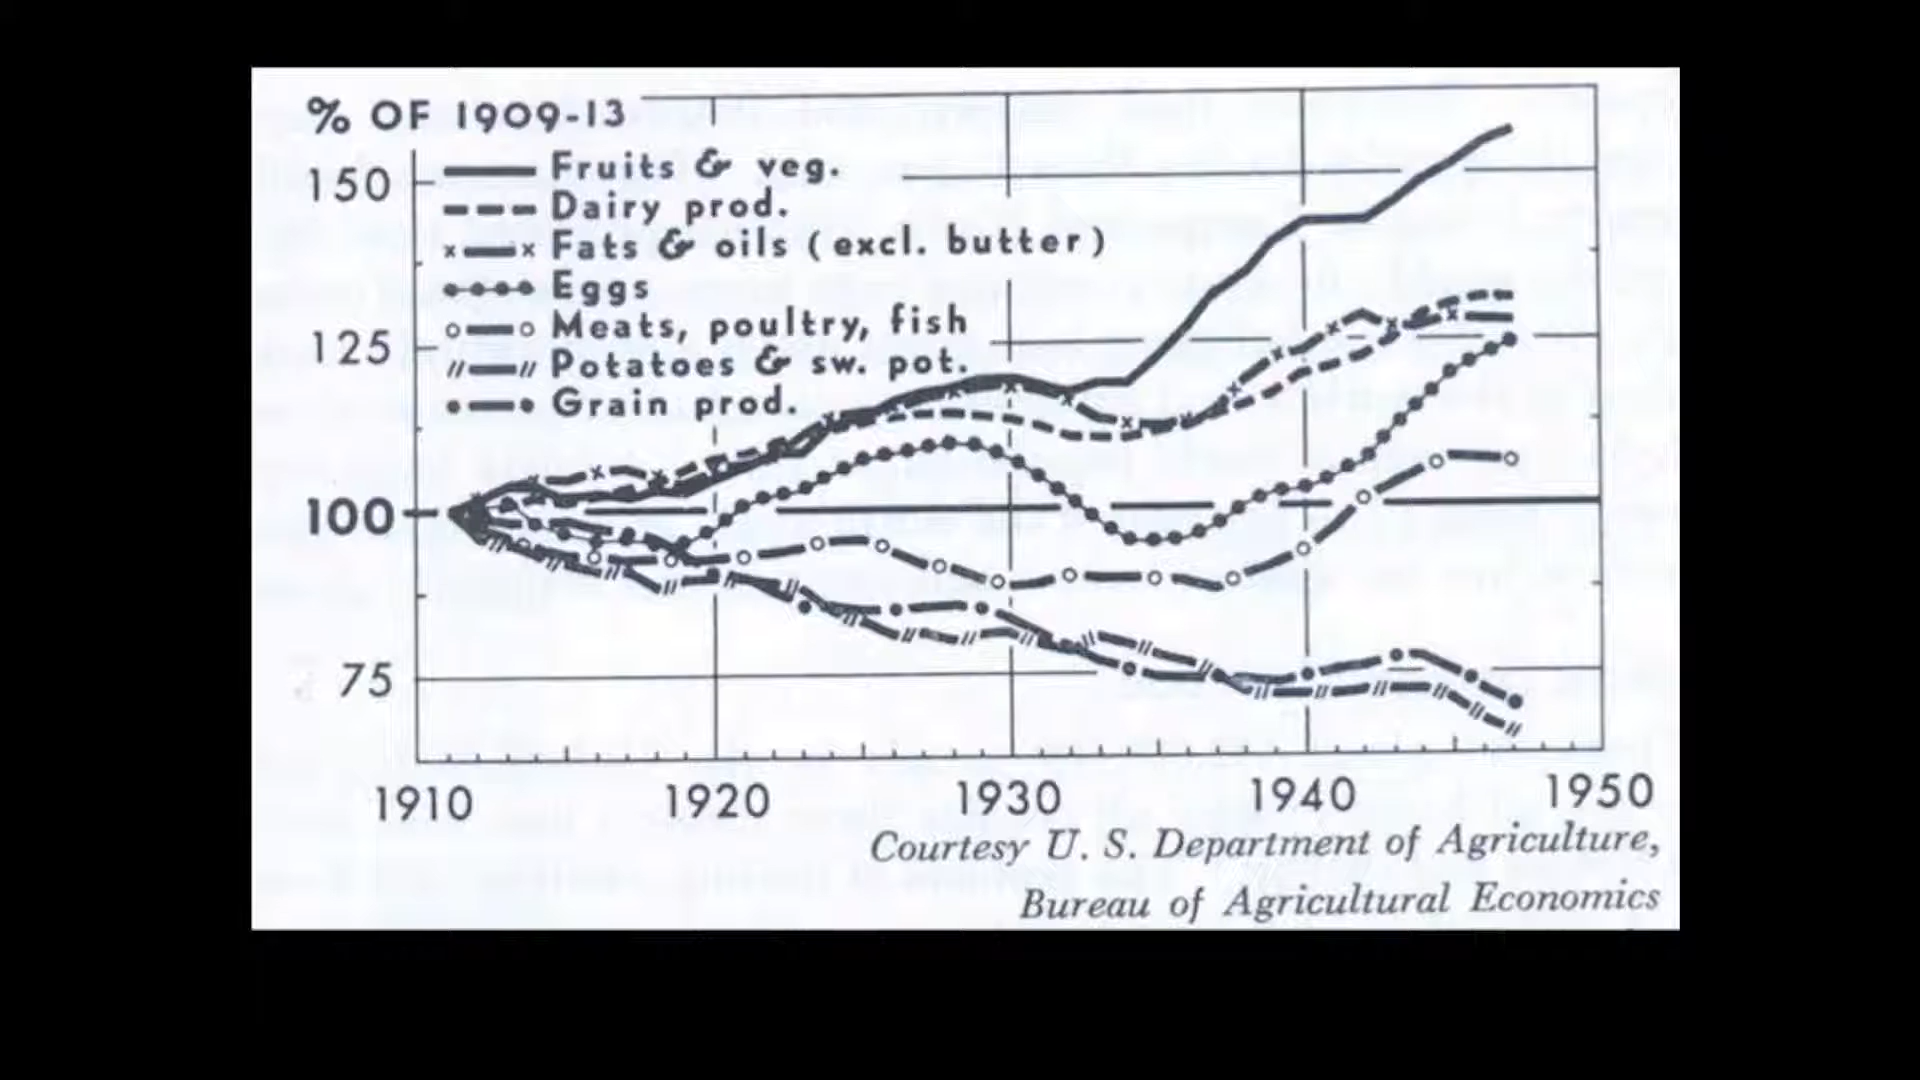 % OF 1909-13
150
Fruits & veg.
Dairy prod.
Fats & oils (excl. butter)
Eggs
Meats, poultry, fish
125
Potatoes & sw. pot.
Grain prod.
100
75
1910 1920 1930 1940 1950
Courtesy U. S. Department of Agriculture,
Bureau of Agricultural Economics